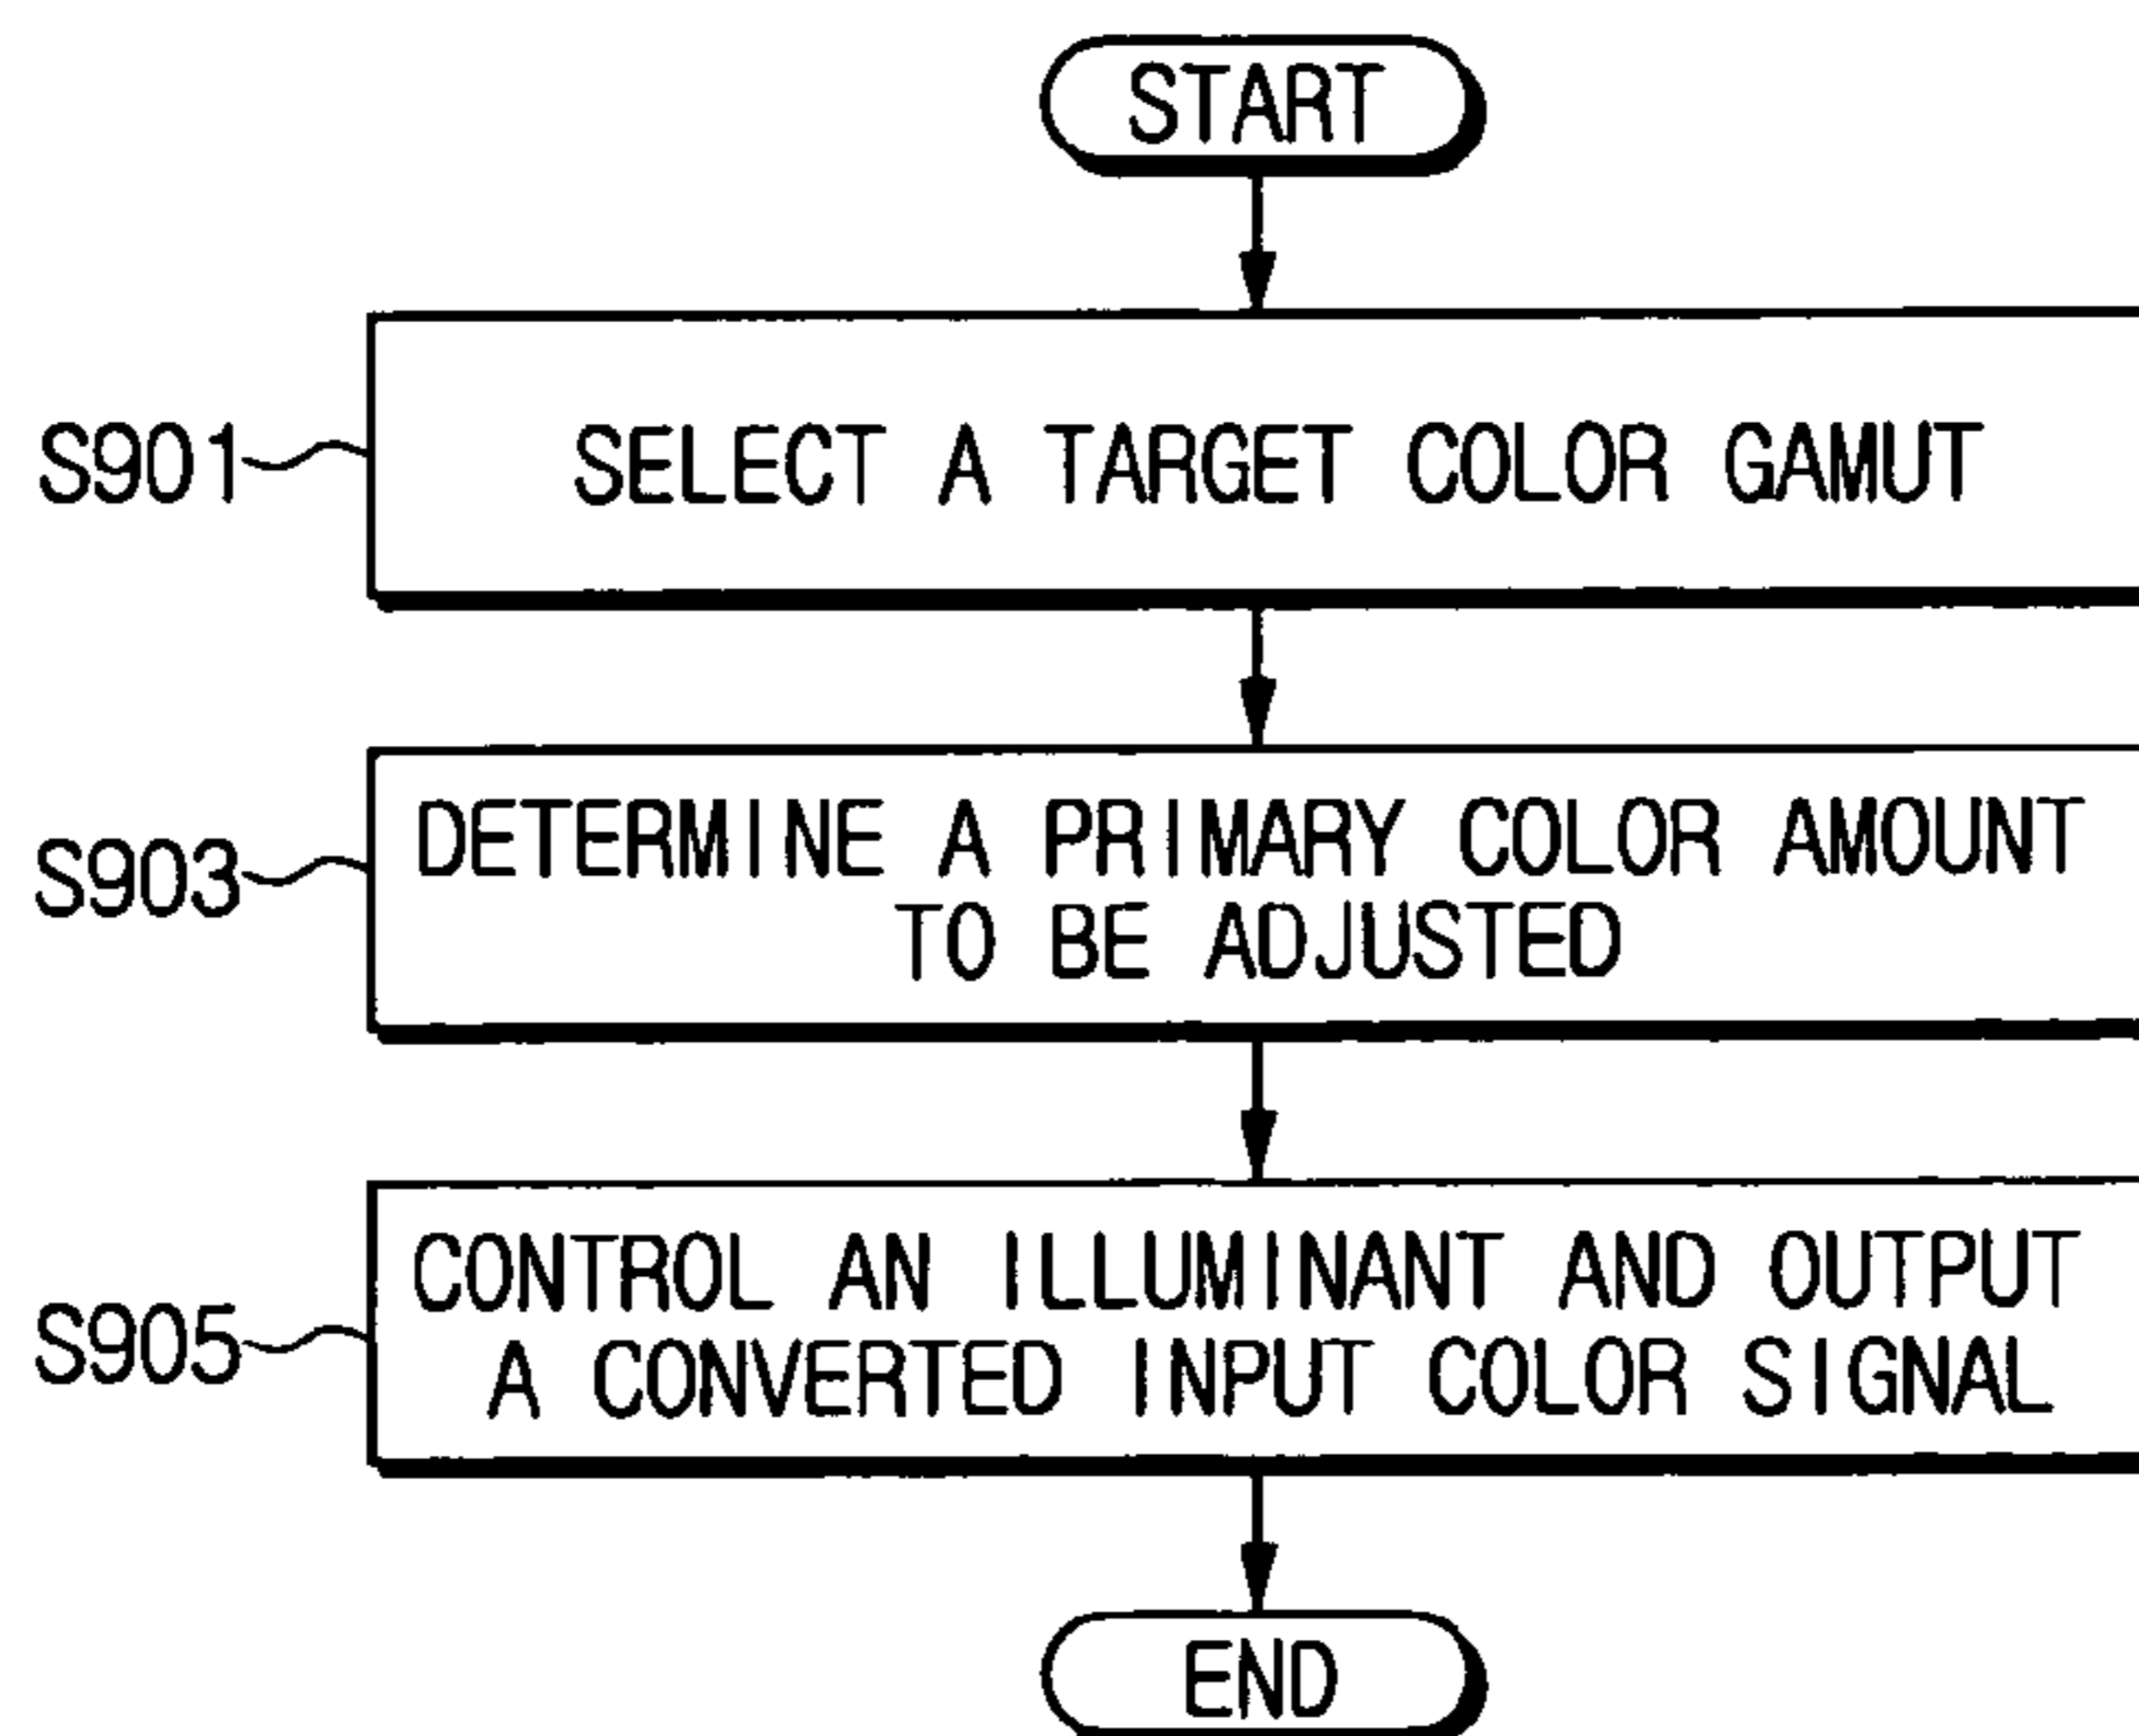 START
S901
SELECT A TARGET COLOR GAMUT
S903
DETERMINE A PRIMARY COLOR AMOUNT
TO BE ADJUSTED
S905
CONTROL AN ILLUMINANT AND OUTPUT
A CONVERTED INPUT COLOR SIGNAL
END